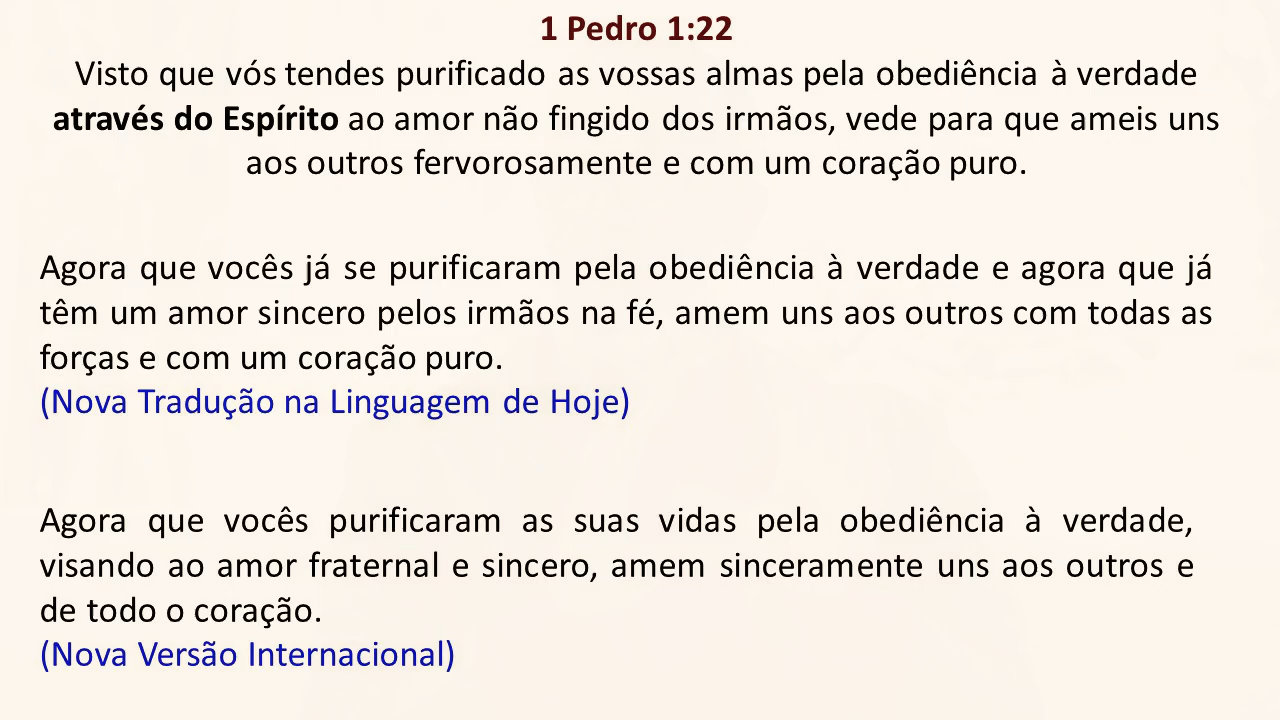 1 Pedro 1:22
Visto que vós tendes purificado as vossas almas pela obediência à verdade
através do Espírito ao amor não fingido dos irmãos, vede para que ameis uns
aos outros fervorosamente e com um coração puro.
Agora que vocês já se purificaram pela obediência à verdade e agora que já
têm um amor sincero pelos irmãos na fé, amem uns aos outros com todas as
forças e com um coração puro.
(Nova Tradução na Linguagem de Hoje)
Agora que vocês purificaram as suas vidas pela obediência à verdade,
visando ao amor fraternal e sincero, amem sinceramente uns aos outros e
de todo o coração.
(Nova Versão Internacional)